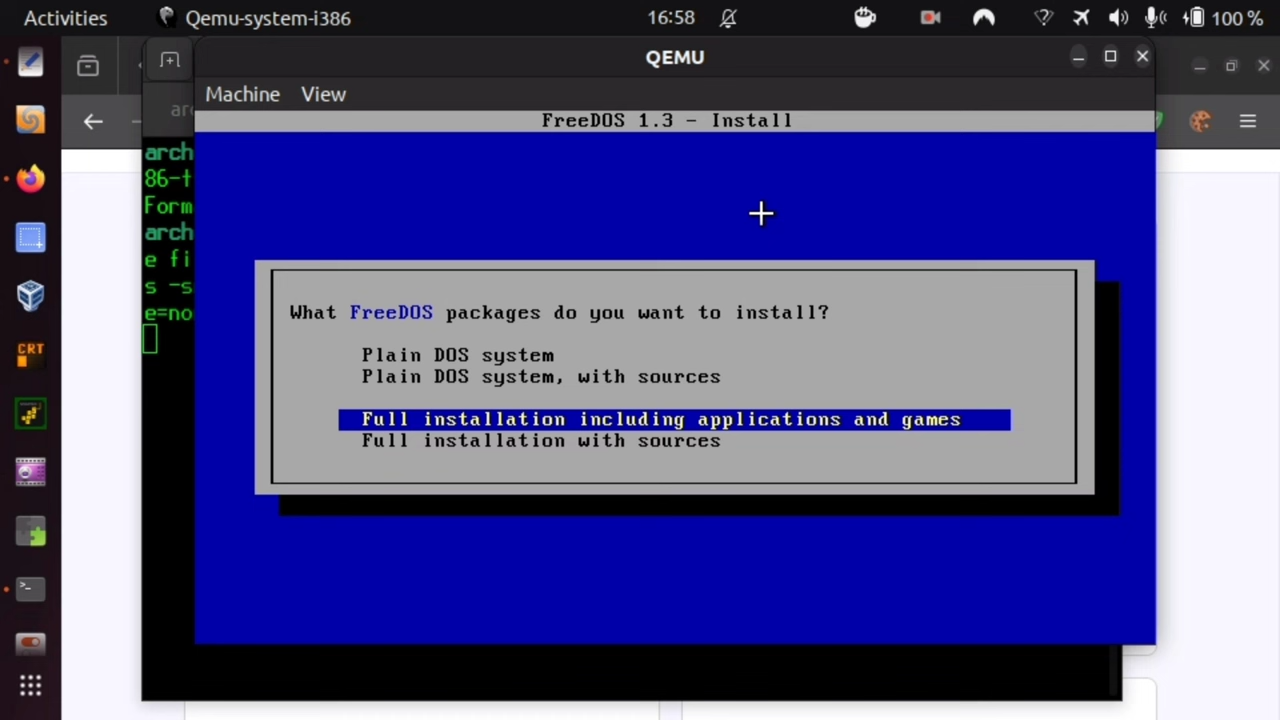 Activities
Qemu-system-i386
16:58
100 %
QEMU
Machine
View
FreeDOS 1.3 - Install
arch
86-t
Form
arch
e fi
s -s
e=no
What FreeDOS packages do you want to install?
Plain DOS system
Plain DOS system, with sources
Full installation including applications and games
Full installation with sources
CRT